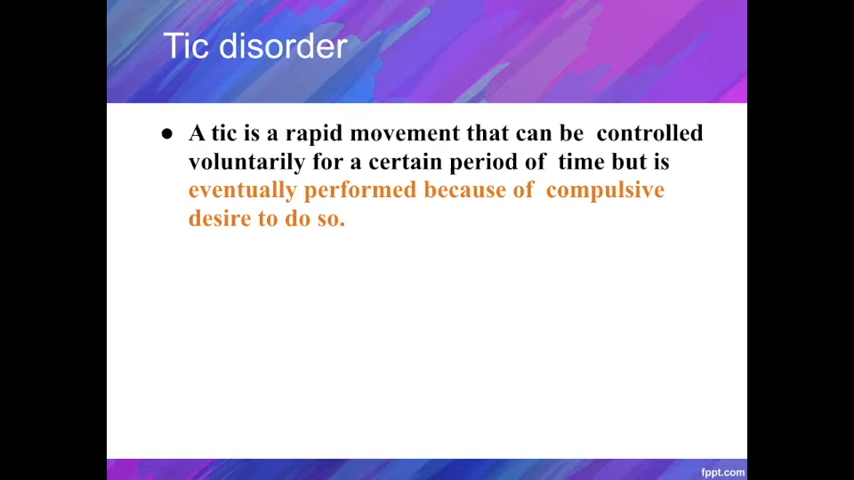 Tic disorder
● A tic is a rapid movement that can be controlled
voluntarily for a certain period of time but is
eventually performed because of compulsive
desire to do so.
fppt.com